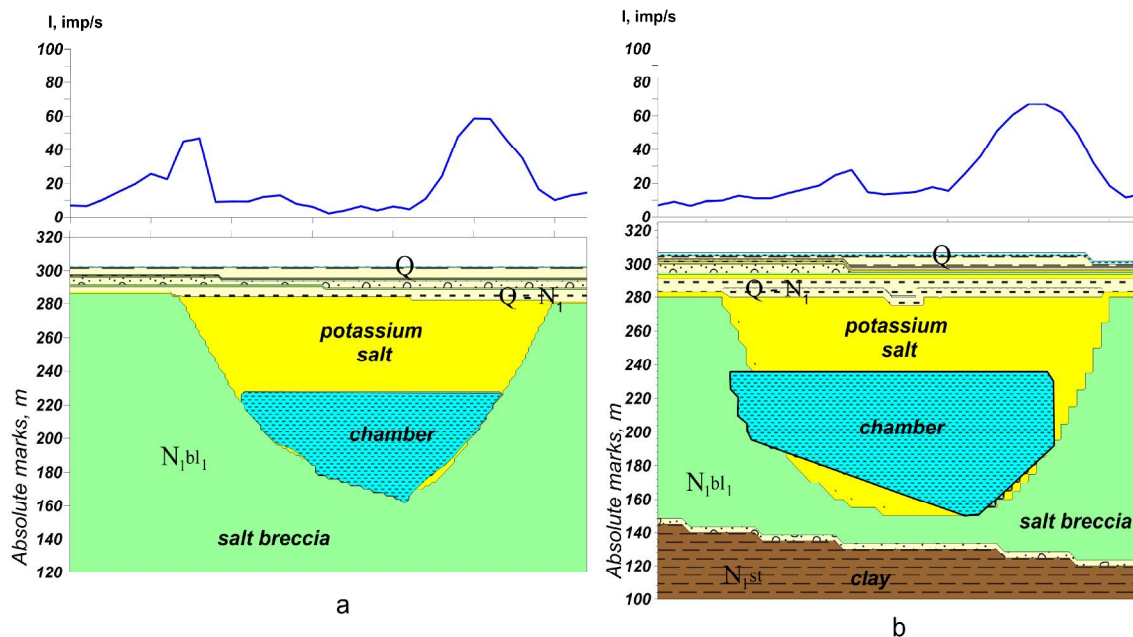 I, imp/s
100
80
60
40
20
0
320
300
280
260
240
220
200
180
160
140
120
Absolute marks, m
Q
Q - N1
potassium
salt
chamber
N1bl1
salt breccia
a
I, imp/s
100
80
60
40
20
0
320
300
280
260
240
220
200
180
160
140
120
100
Absolute marks, m
Q
Q - N1
potassium
salt
chamber
N1bl1
salt breccia
N1st
clay
b